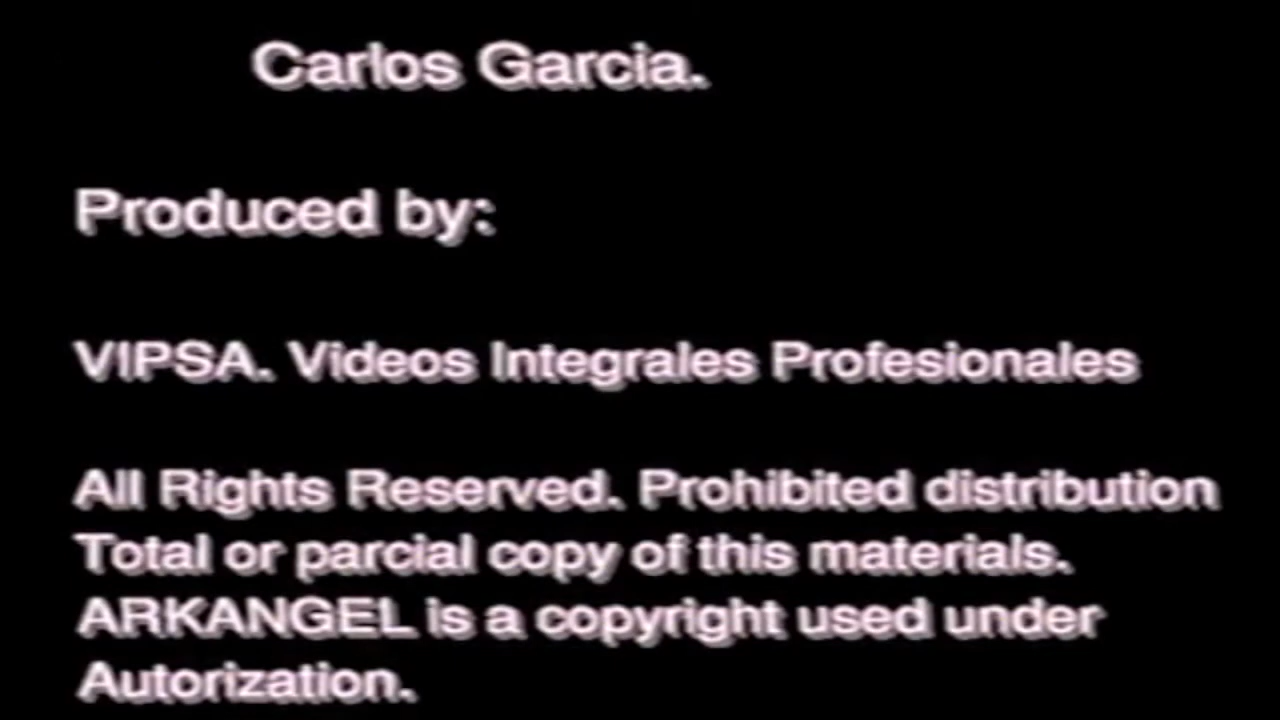 Carlos Garcia.
Produced by:
VIPSA. Videos Integrales Profesionales
All Rights Reserved. Prohibited distribution
Total or parcial copy of this materials.
ARKANGEL is a copyright used under
Autorization.